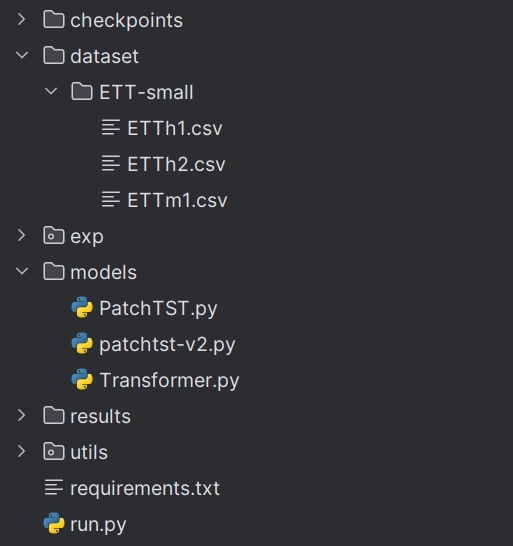 checkpoints
dataset
ETT-small
ETTh1.csv
ETTh2.csv
ETTm1.csv
exp
models
PatchTST.py
patchtst-v2.py
Transformer.py
results
utils
requirements.txt
run.py